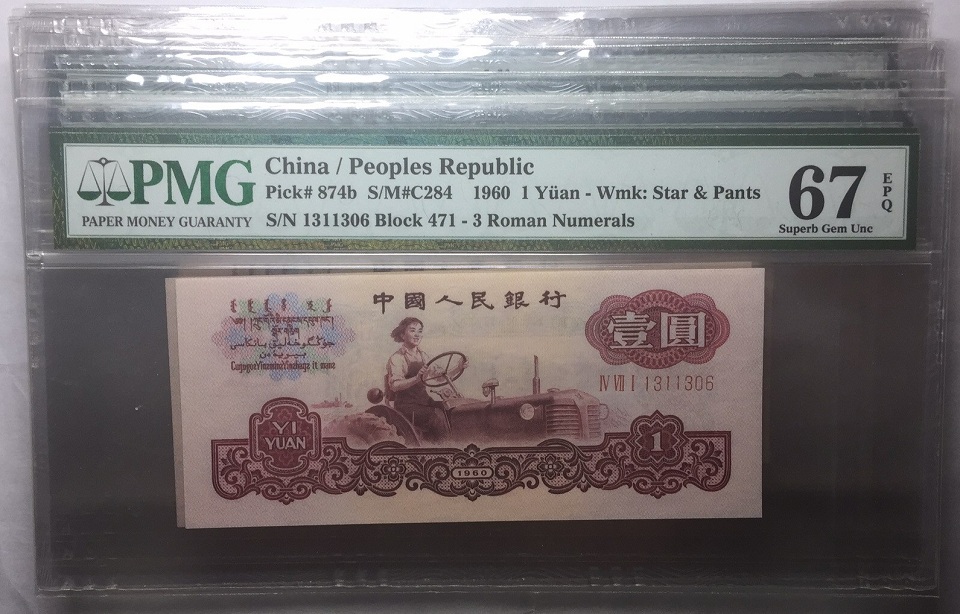 PMG
PAPER MONEY GUARANTY
China / Peoples Republic
Pick# 874b S/M#C284 1960 1 Yüan - Wmk: Star & Pants
S/N 1311306 Block 471 - 3 Roman Numerals
67 EPQ
Superb Gem Unc
中國人民銀行
壹圓
IV VII I 1311306
YI
YUAN
1960
1